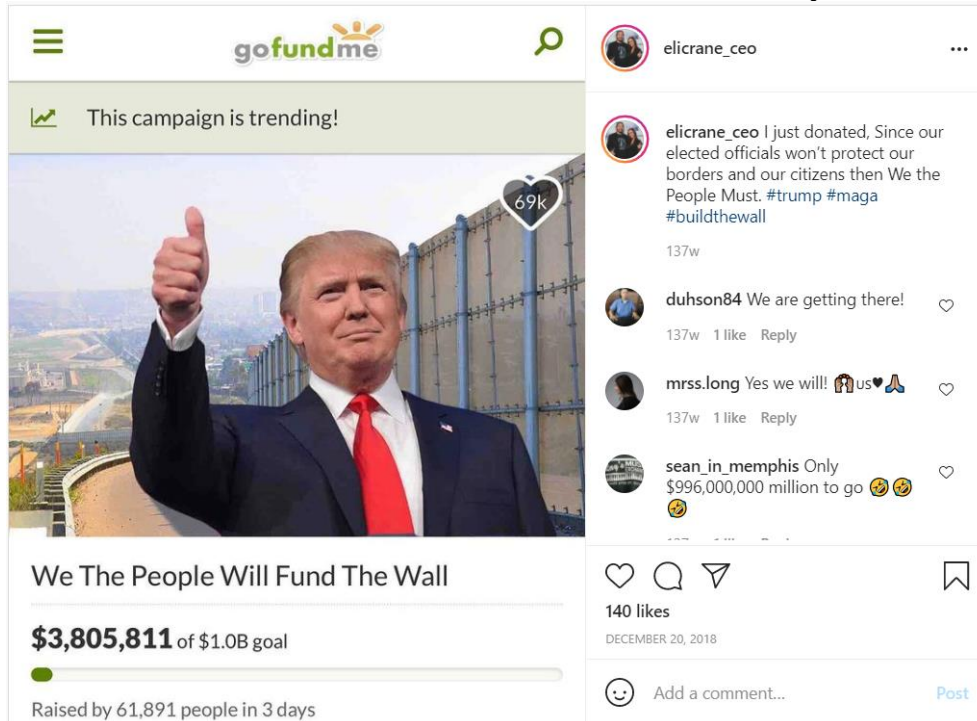 gofundme
This campaign is trending!
69k
We The People Will Fund The Wall
$3,805,811 of $1.0B goal
Raised by 61,891 people in 3 days
elicrane_ceo
elicrane_ceo I just donated, Since our
elected officials won't protect our
borders and our citizens then We the
People Must. #trump #maga
#buildthewall
137w
duhson84 We are getting there!
137w 1 like Reply
mrss.long Yes we will! 🙌🏽us♥🙏🏽
137w 1 like Reply
sean_in_memphis Only
$996,000,000 million to go 🤣🤣
🤣
140 likes
DECEMBER 20, 2018
Add a comment...
Post